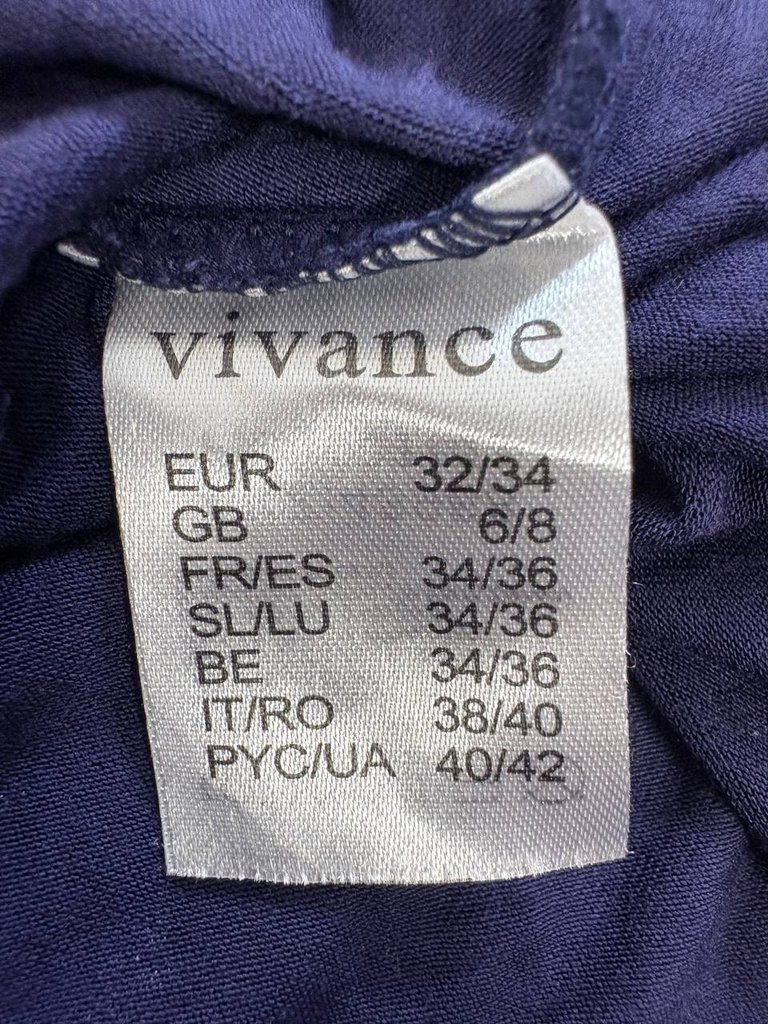 vivance
EUR 32/34
GB 6/8
FR/ES 34/36
SL/LU 34/36
BE 34/36
IT/RO 38/40
РУС/UA 40/42